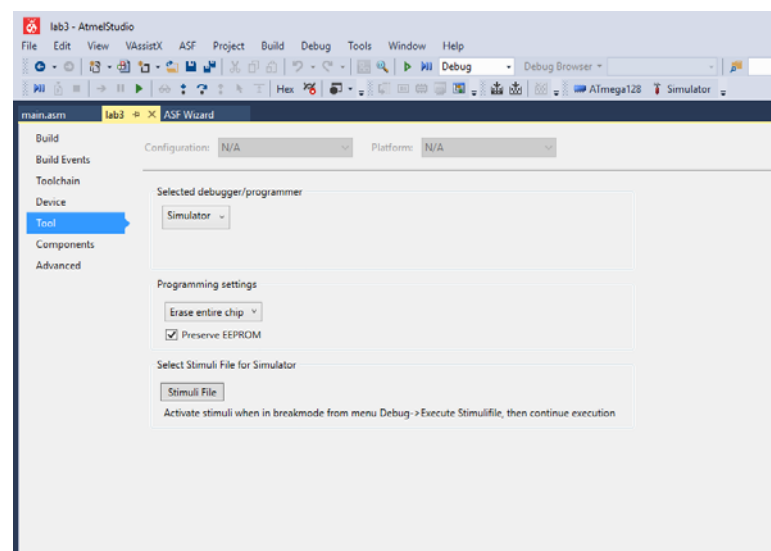 lab3 - AtmelStudio
File Edit View VAssistX ASF Project Build Debug Tools Window Help
Debug Debug Browser
Hex ATmega128 Simulator
main.asm lab3 ASF Wizard
Build
Configuration: N/A Platform: N/A
Build Events
Toolchain
Selected debugger/programmer
Device
Simulator
Tool
Components
Advanced
Programming settings
Erase entire chip
Preserve EEPROM
Select Stimuli File for Simulator
Stimuli File
Activate stimuli when in breakmode from menu Debug->Execute Stimulifile, then continue execution